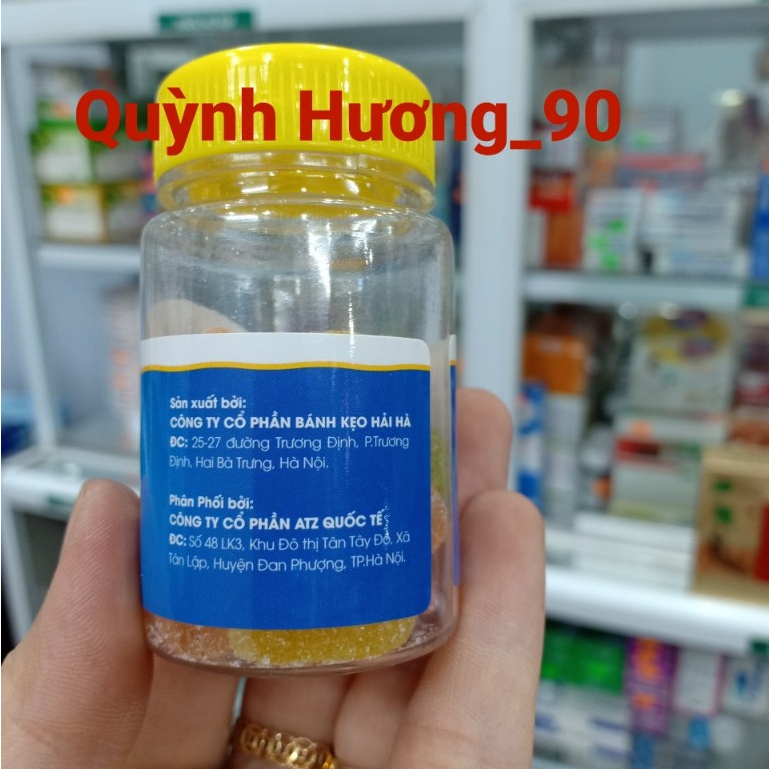 Quỳnh Hương_90
Sản xuất bởi:
CÔNG TY CỔ PHẦN BÁNH KẸO HẢI HÀ
ĐC: 25-27 đường Trương Định, P.Trương
Định, Hai Bà Trưng, Hà Nội.
Phân Phối bởi:
CÔNG TY CỔ PHẦN ATZ QUỐC TẾ
ĐC: Số 48 LK3, Khu Đô thị Tân Tây Đô, Xã
Tân Lập, Huyện Đan Phượng, TP.Hà Nội.